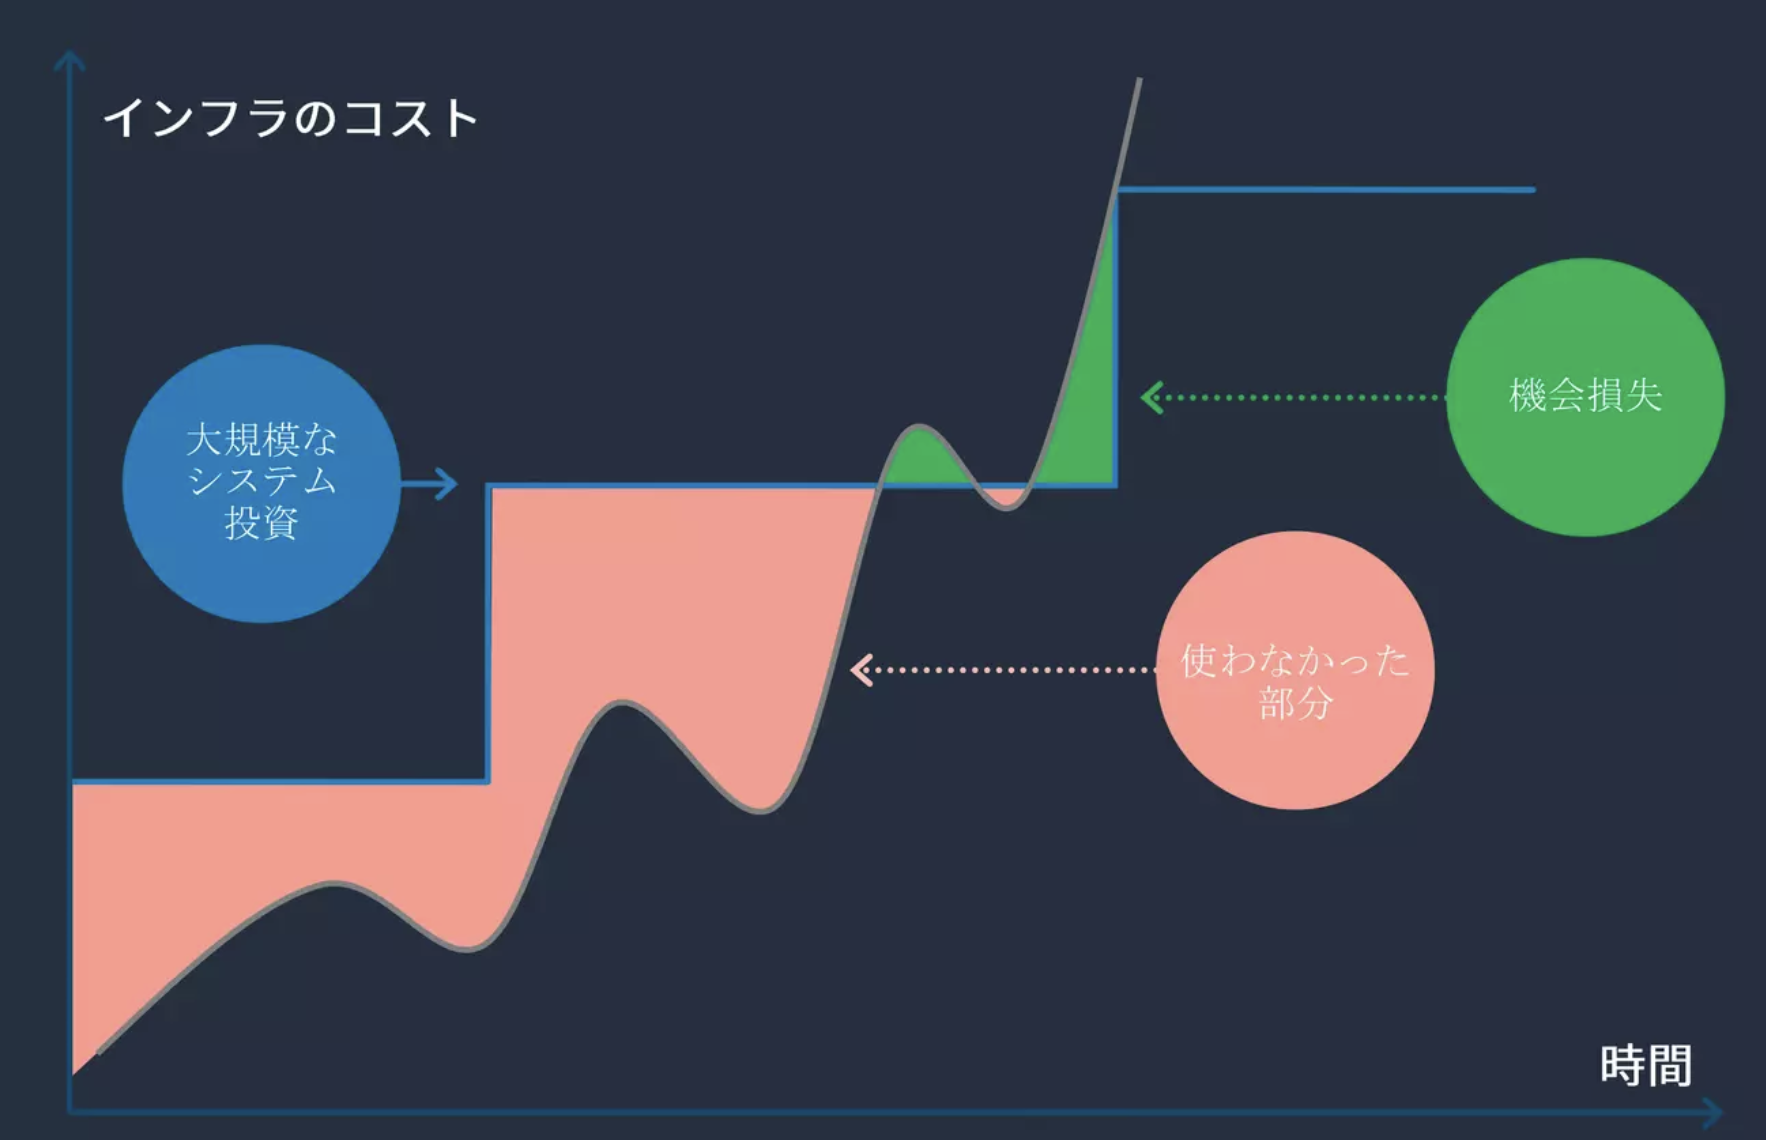 インフラのコスト
大規模な
システム
投資
機会損失
使わなかった
部分
時間